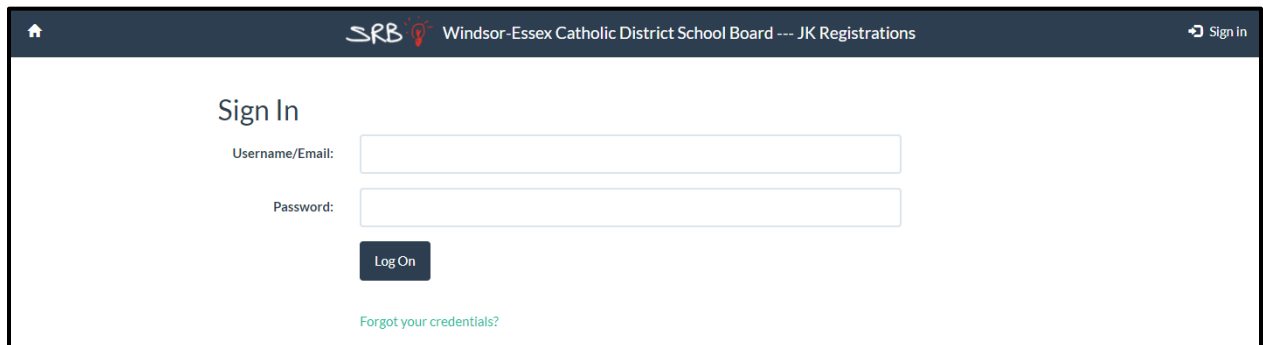 SRB Windsor-Essex Catholic District School Board --- JK Registrations Sign in
Sign In
Username/Email:
Password:
Log On
Forgot your credentials?